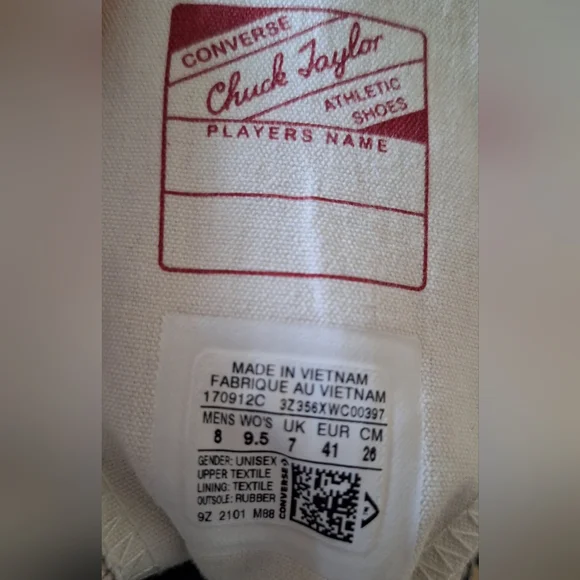 CONVERSE
Chuck Taylor
ATHLETIC
SHOES
PLAYERS NAME
MADE IN VIETNAM
FABRIQUE AU VIETNAM
170912C 3Z356XWC00397
MENS WO'S UK EUR CM
8 9.5 7 41 26
GENDER: UNISEX
UPPER TEXTILE
LINING: TEXTILE
OUTSOLE: RUBBER
9Z 2101 M88
CONVERSE